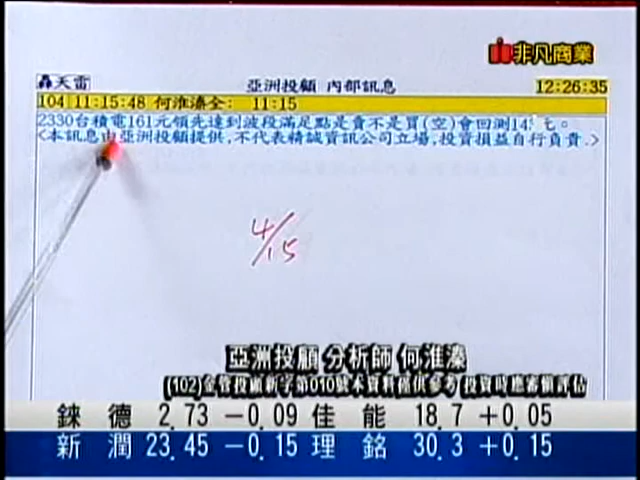 非凡商業
天雷 亞洲投顧 內部訊息 12:26:35
104 11:15:48 何淮溱全: 11:15
2330台積電161元領先達到波段滿足點是賣不是買(空)會回測14
<本訊息由亞洲投顧提供,不代表精誠資訊公司立場,投資損益自行負責.>
4/15
亞洲投顧 分析師 何淮溱
(102)金管投顧新字第010號本資料僅供參考 投資時應審慎評估
錸德 2.73 -0.09 佳能 18.7 +0.05
新潤 23.45 -0.15 理銘 30.3 +0.15